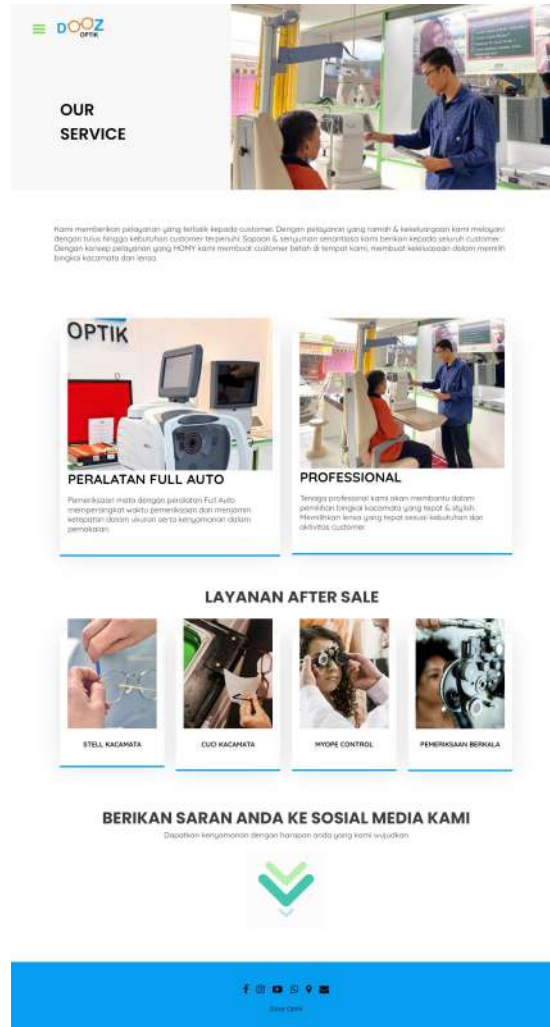 DOOZ
OPTIK
OUR
SERVICE
Kami memberikan pelayanan yang terbaik kepada customer. Dengan pelayanan yang ramah & kekeluargaan kami melayani
dengan tulus hingga kebutuhan customer terpenuhi. Sapaan & senyuman senantiasa kami berikan kepada seluruh customer.
Dengan konsep pelayanan yang HOMY kami membuat customer betah di tempat kami, membuat keleluasaan dalam memilih
bingkai kacamata dan lensa.
OPTIK
PERALATAN FULL AUTO
Pemeriksaan mata dengan peralatan Full Auto
mempersingkat waktu pemeriksaan dan menjamin
ketepatan dalam ukuran serta kenyamanan dalam
pemakaian.
PROFESSIONAL
Tenaga professional kami akan membantu dalam
pemilihan bingkai kacamata yang tepat & stylish.
Memilihkan lensa yang tepat sesuai kebutuhan dan
aktivitas customer.
LAYANAN AFTER SALE
STELL KACAMATA
CUCI KACAMATA
MYOPE CONTROL
PEMERIKSAAN BERKALA
BERIKAN SARAN ANDA KE SOSIAL MEDIA KAMI
Dapatkan kenyamanan dengan harapan anda yang kami wujudkan
Dooz Optik